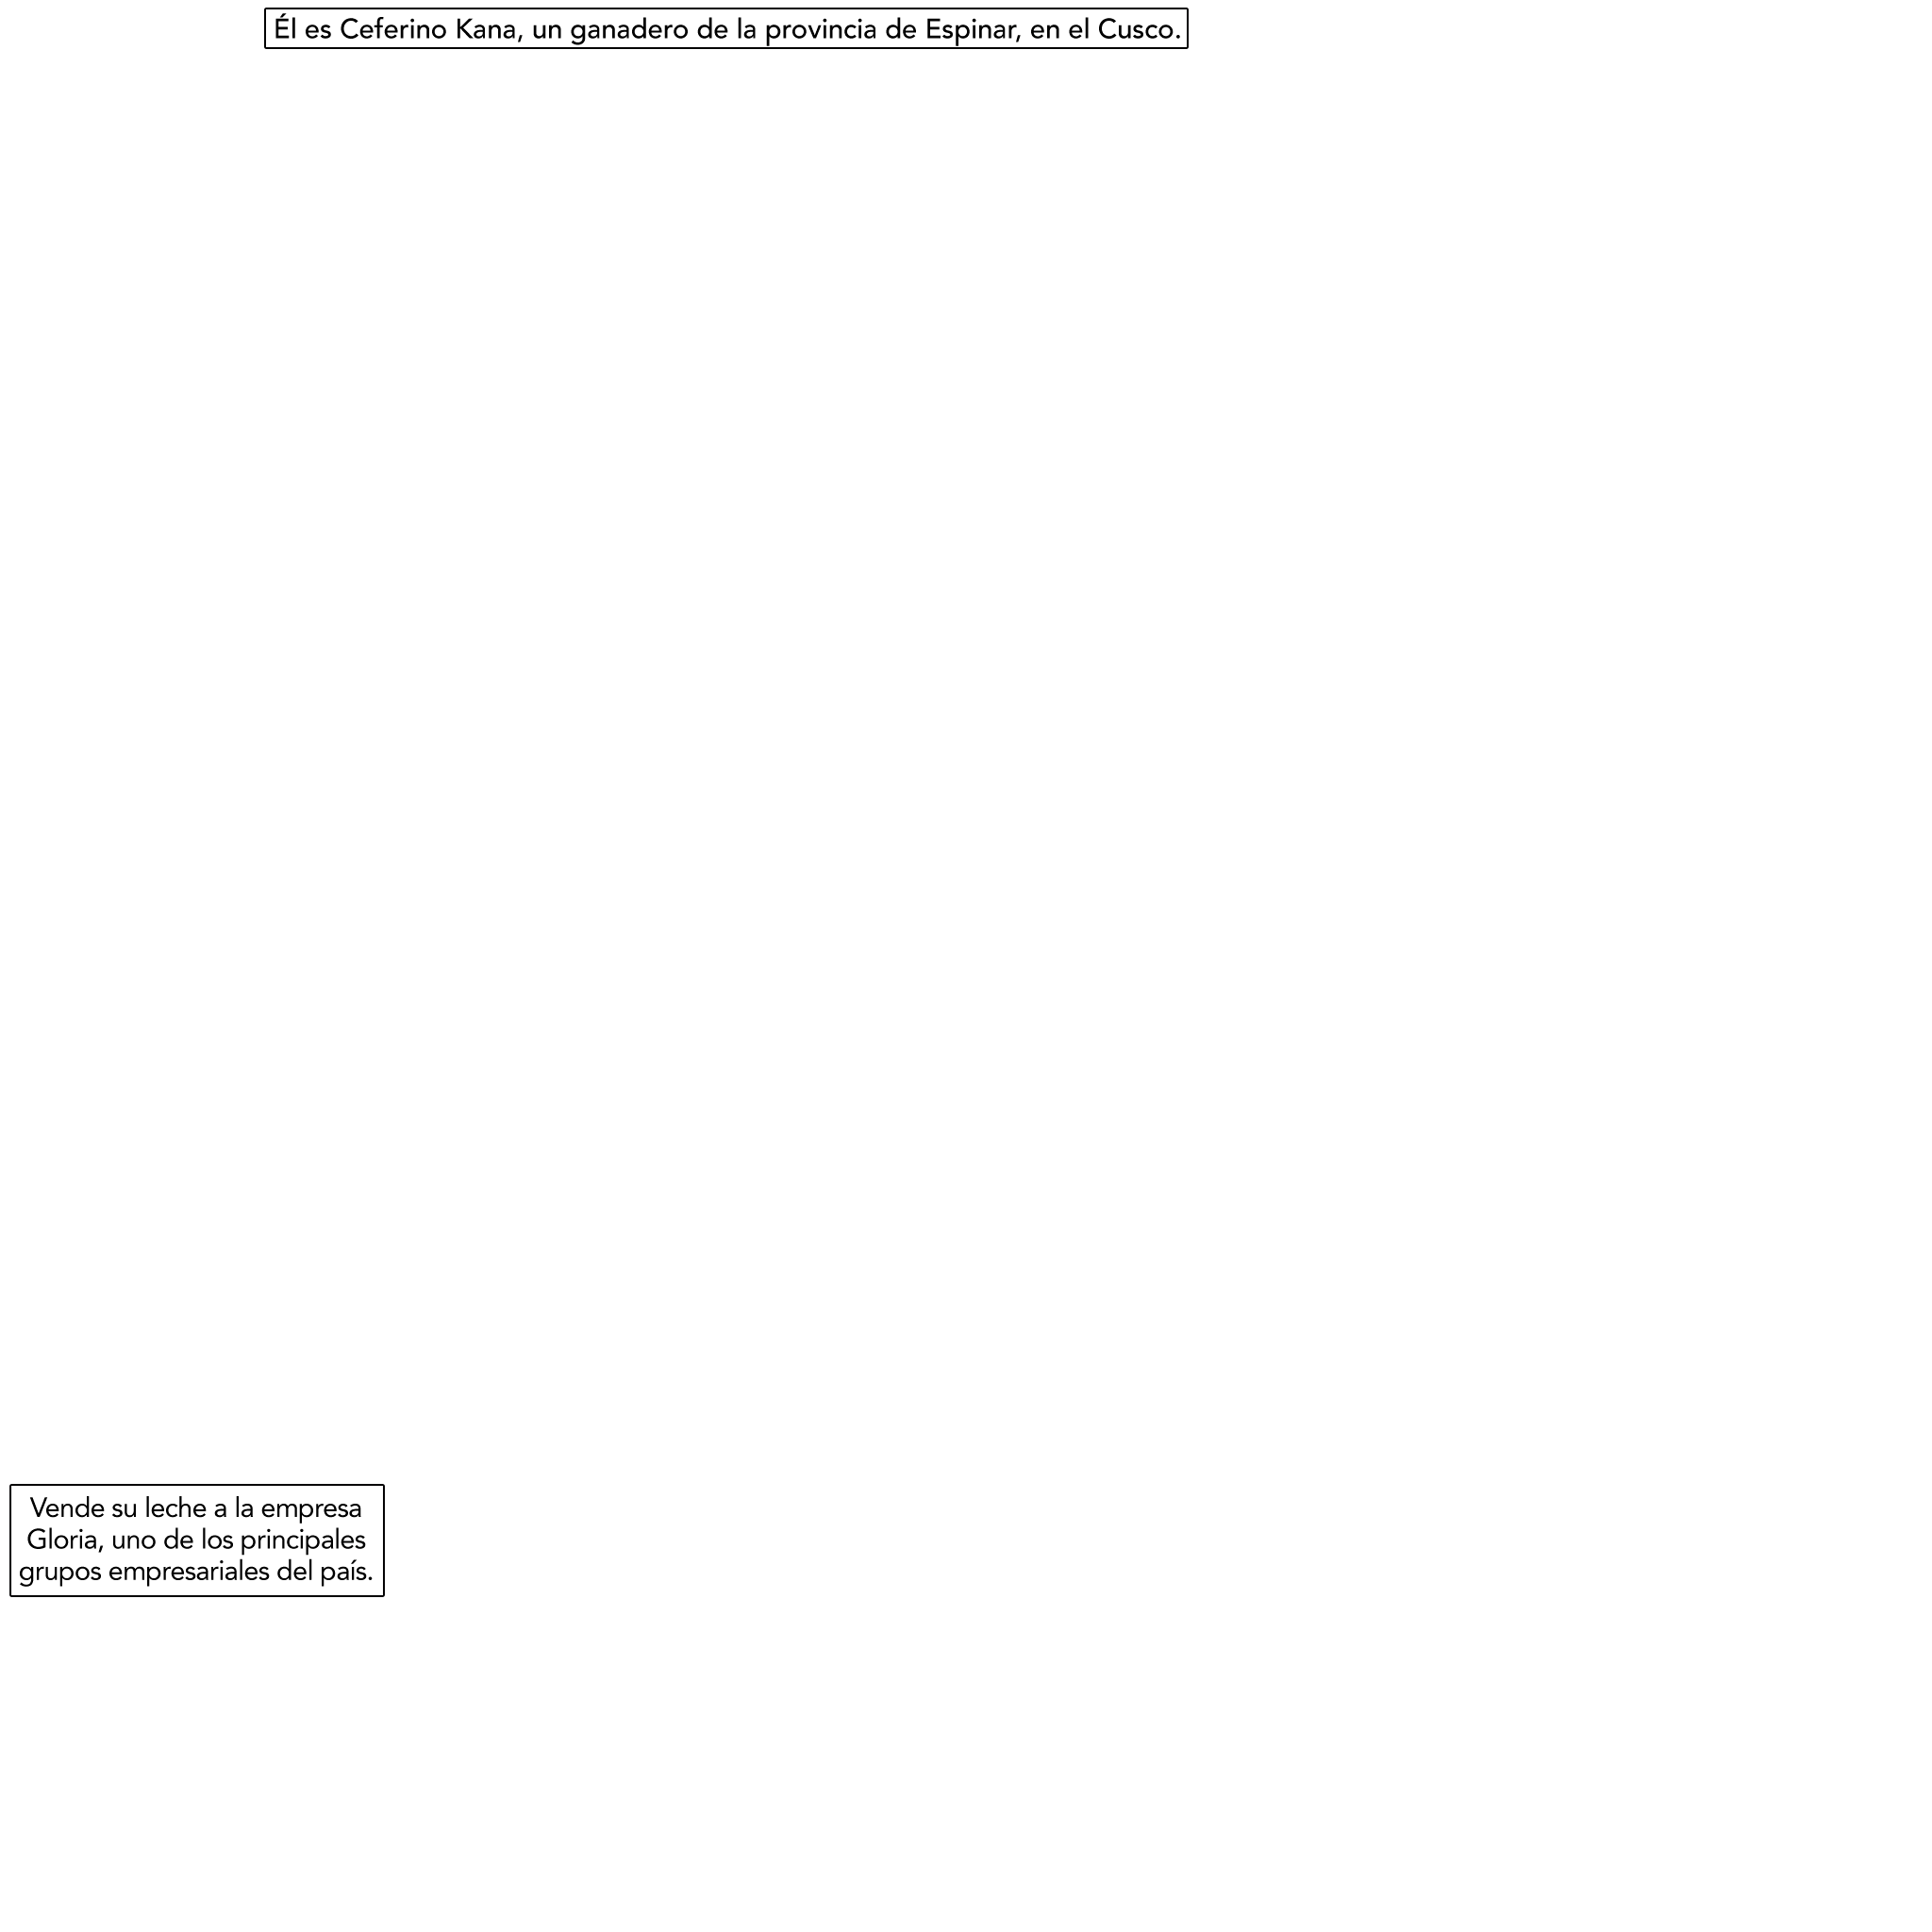 Él es Ceferino Kana, un ganadero de la provincia de Espinar, en el Cusco.
Vende su leche a la empresa
Gloria, uno de los principales
grupos empresariales del país.